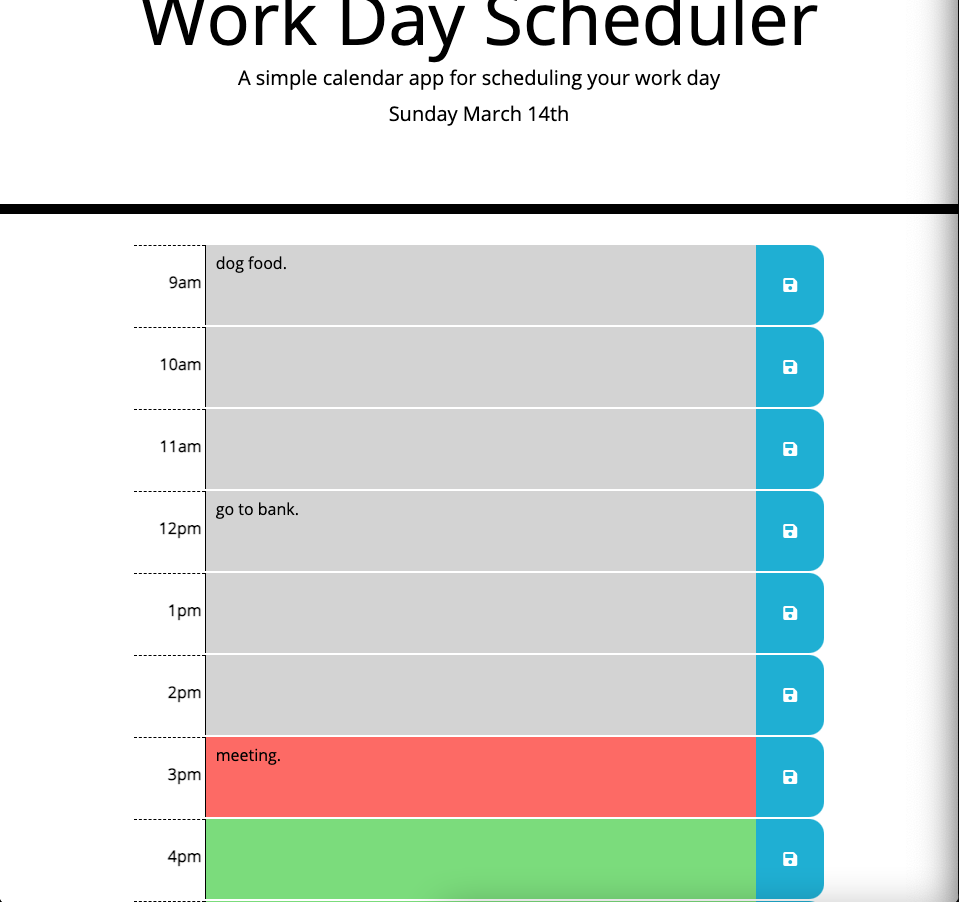 Work Day Scheduler
A simple calendar app for scheduling your work day
Sunday March 14th
9am dog food.
10am
11am
12pm go to bank.
1pm
2pm
3pm meeting.
4pm